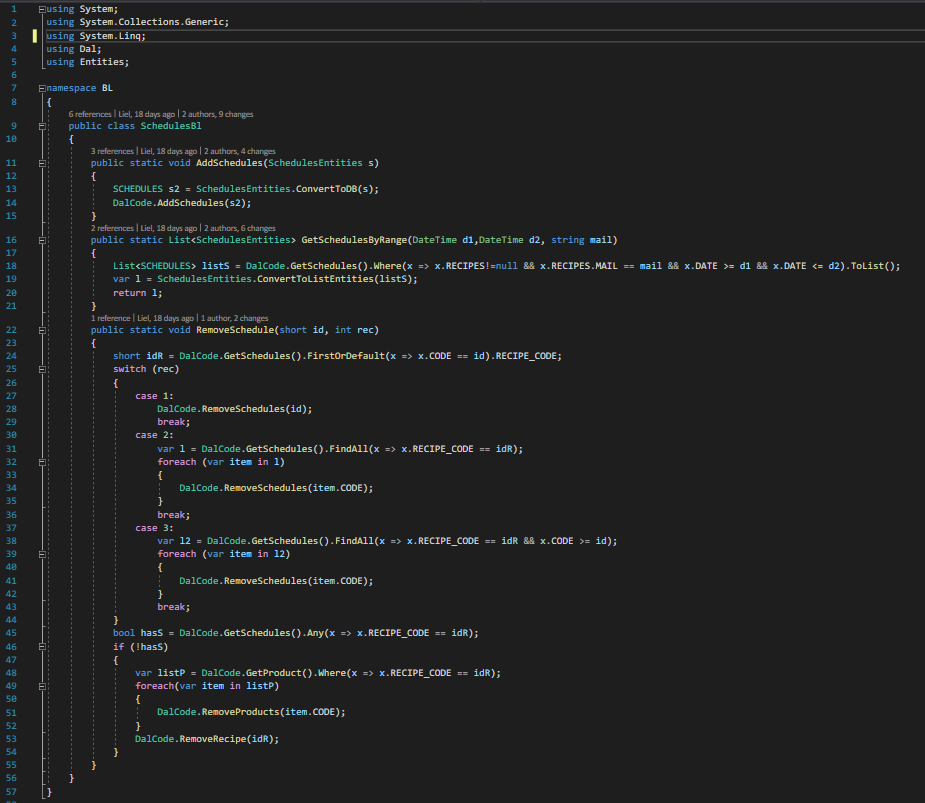 1 using System;
2 using System.Collections.Generic;
3 using System.Linq;
4 using Dal;
5 using Entities;
6
7 namespace BL
8 {
6 references | Liel, 18 days ago | 2 authors, 9 changes
9 public class SchedulesBl
10 {
3 references | Liel, 18 days ago | 2 authors, 4 changes
11 public static void AddSchedules(SchedulesEntities s)
12 {
13 SCHEDULES s2 = SchedulesEntities.ConvertToDB(s);
14 DalCode.AddSchedules(s2);
15 }
2 references | Liel, 18 days ago | 2 authors, 6 changes
16 public static List<SchedulesEntities> GetSchedulesByRange(DateTime d1,DateTime d2, string mail)
17 {
18 List<SCHEDULES> listS = DalCode.GetSchedules().Where(x => x.RECIPES!=null && x.RECIPES.MAIL == mail && x.DATE >= d1 && x.DATE <= d2).ToList();
19 var l = SchedulesEntities.ConvertToListEntities(listS);
20 return l;
21 }
1 reference | Liel, 18 days ago | 1 author, 2 changes
22 public static void RemoveSchedule(short id, int rec)
23 {
24 short idR = DalCode.GetSchedules().FirstOrDefault(x => x.CODE == id).RECIPE_CODE;
25 switch (rec)
26 {
27 case 1:
28 DalCode.RemoveSchedules(id);
29 break;
30 case 2:
31 var l = DalCode.GetSchedules().FindAll(x => x.RECIPE_CODE == idR);
32 foreach (var item in l)
33 {
34 DalCode.RemoveSchedules(item.CODE);
35 }
36 break;
37 case 3:
38 var l2 = DalCode.GetSchedules().FindAll(x => x.RECIPE_CODE == idR && x.CODE >= id);
39 foreach (var item in l2)
40 {
41 DalCode.RemoveSchedules(item.CODE);
42 }
43 break;
44 }
45 bool hasS = DalCode.GetSchedules().Any(x => x.RECIPE_CODE == idR);
46 if (!hasS)
47 {
48 var listP = DalCode.GetProduct().Where(x => x.RECIPE_CODE == idR);
49 foreach(var item in listP)
50 {
51 DalCode.RemoveProducts(item.CODE);
52 }
53 DalCode.RemoveRecipe(idR);
54 }
55 }
56 }
57 }